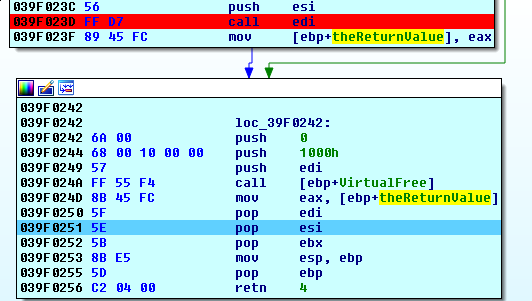 039F023C 56 push esi
039F023D FF D7 call edi
039F023F 89 45 FC mov [ebp+theReturnValue], eax
039F0242
039F0242 loc_39F0242:
039F0242 6A 00 push 0
039F0244 68 00 10 00 00 push 1000h
039F0249 57 push edi
039F024A FF 55 F4 call [ebp+VirtualFree]
039F024D 8B 45 FC mov eax, [ebp+theReturnValue]
039F0250 5F pop edi
039F0251 5E pop esi
039F0252 5B pop ebx
039F0253 8B E5 mov esp, ebp
039F0255 5D pop ebp
039F0256 C2 04 00 retn 4